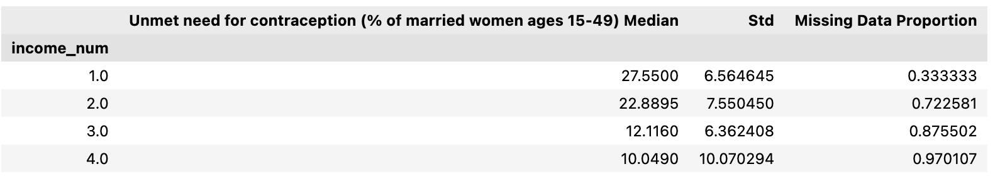 Unmet need for contraception (% of married women ages 15-49) Median Std Missing Data Proportion
income_num
1.0 27.5500 6.564645 0.333333
2.0 22.8895 7.550450 0.722581
3.0 12.1160 6.362408 0.875502
4.0 10.0490 10.070294 0.970107